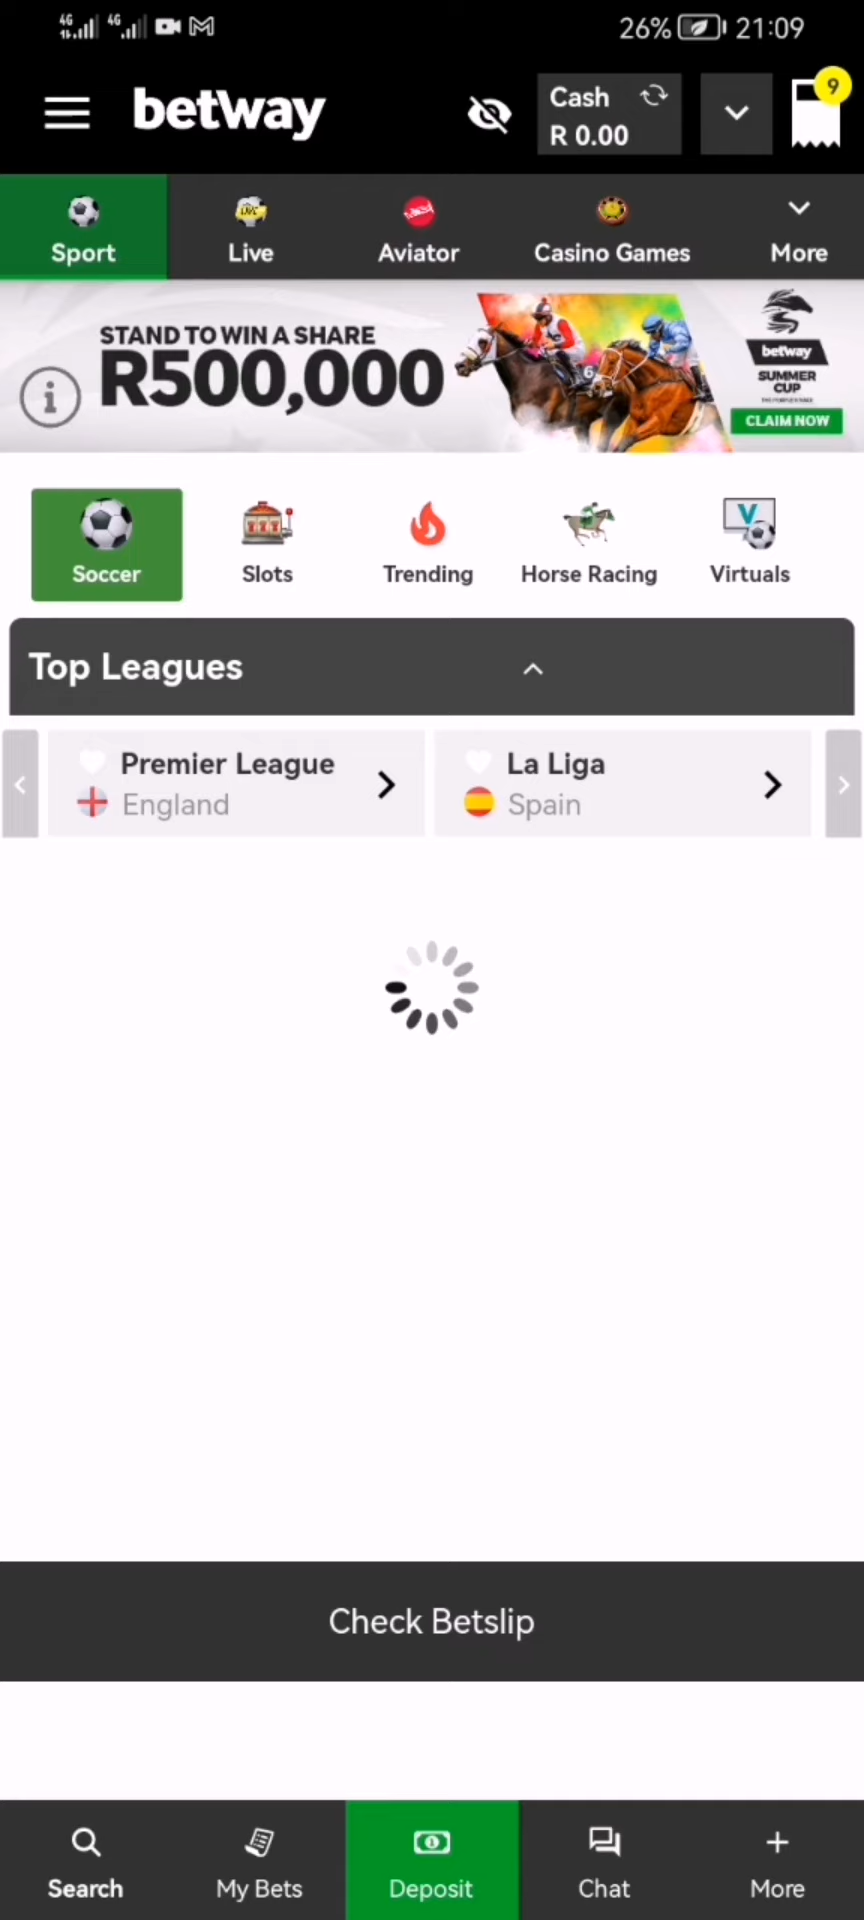 4G 4G 26% 21:09
betway
Cash
R 0.00
9
Sport
Live
Aviator
Casino Games
More
STAND TO WIN A SHARE
R500,000
6
betway
SUMMER
CUP
CLAIM NOW
Soccer
Slots
Trending
Horse Racing
V
Virtuals
Top Leagues
Premier League
England
La Liga
Spain
Check Betslip
Search
My Bets
Deposit
Chat
More